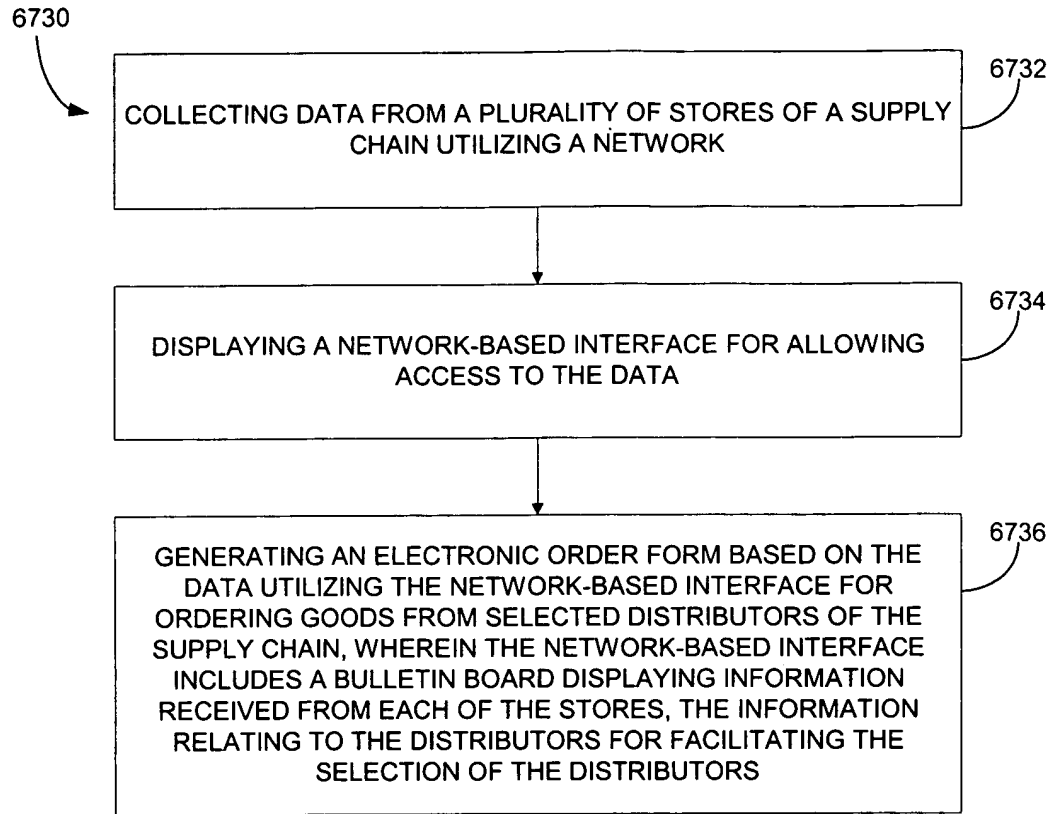 6730
6732
COLLECTING DATA FROM A PLURALITY OF STORES OF A SUPPLY
CHAIN UTILIZING A NETWORK
6734
DISPLAYING A NETWORK-BASED INTERFACE FOR ALLOWING
ACCESS TO THE DATA
6736
GENERATING AN ELECTRONIC ORDER FORM BASED ON THE
DATA UTILIZING THE NETWORK-BASED INTERFACE FOR
ORDERING GOODS FROM SELECTED DISTRIBUTORS OF THE
SUPPLY CHAIN, WHEREIN THE NETWORK-BASED INTERFACE
INCLUDES A BULLETIN BOARD DISPLAYING INFORMATION
RECEIVED FROM EACH OF THE STORES, THE INFORMATION
RELATING TO THE DISTRIBUTORS FOR FACILITATING THE
SELECTION OF THE DISTRIBUTORS